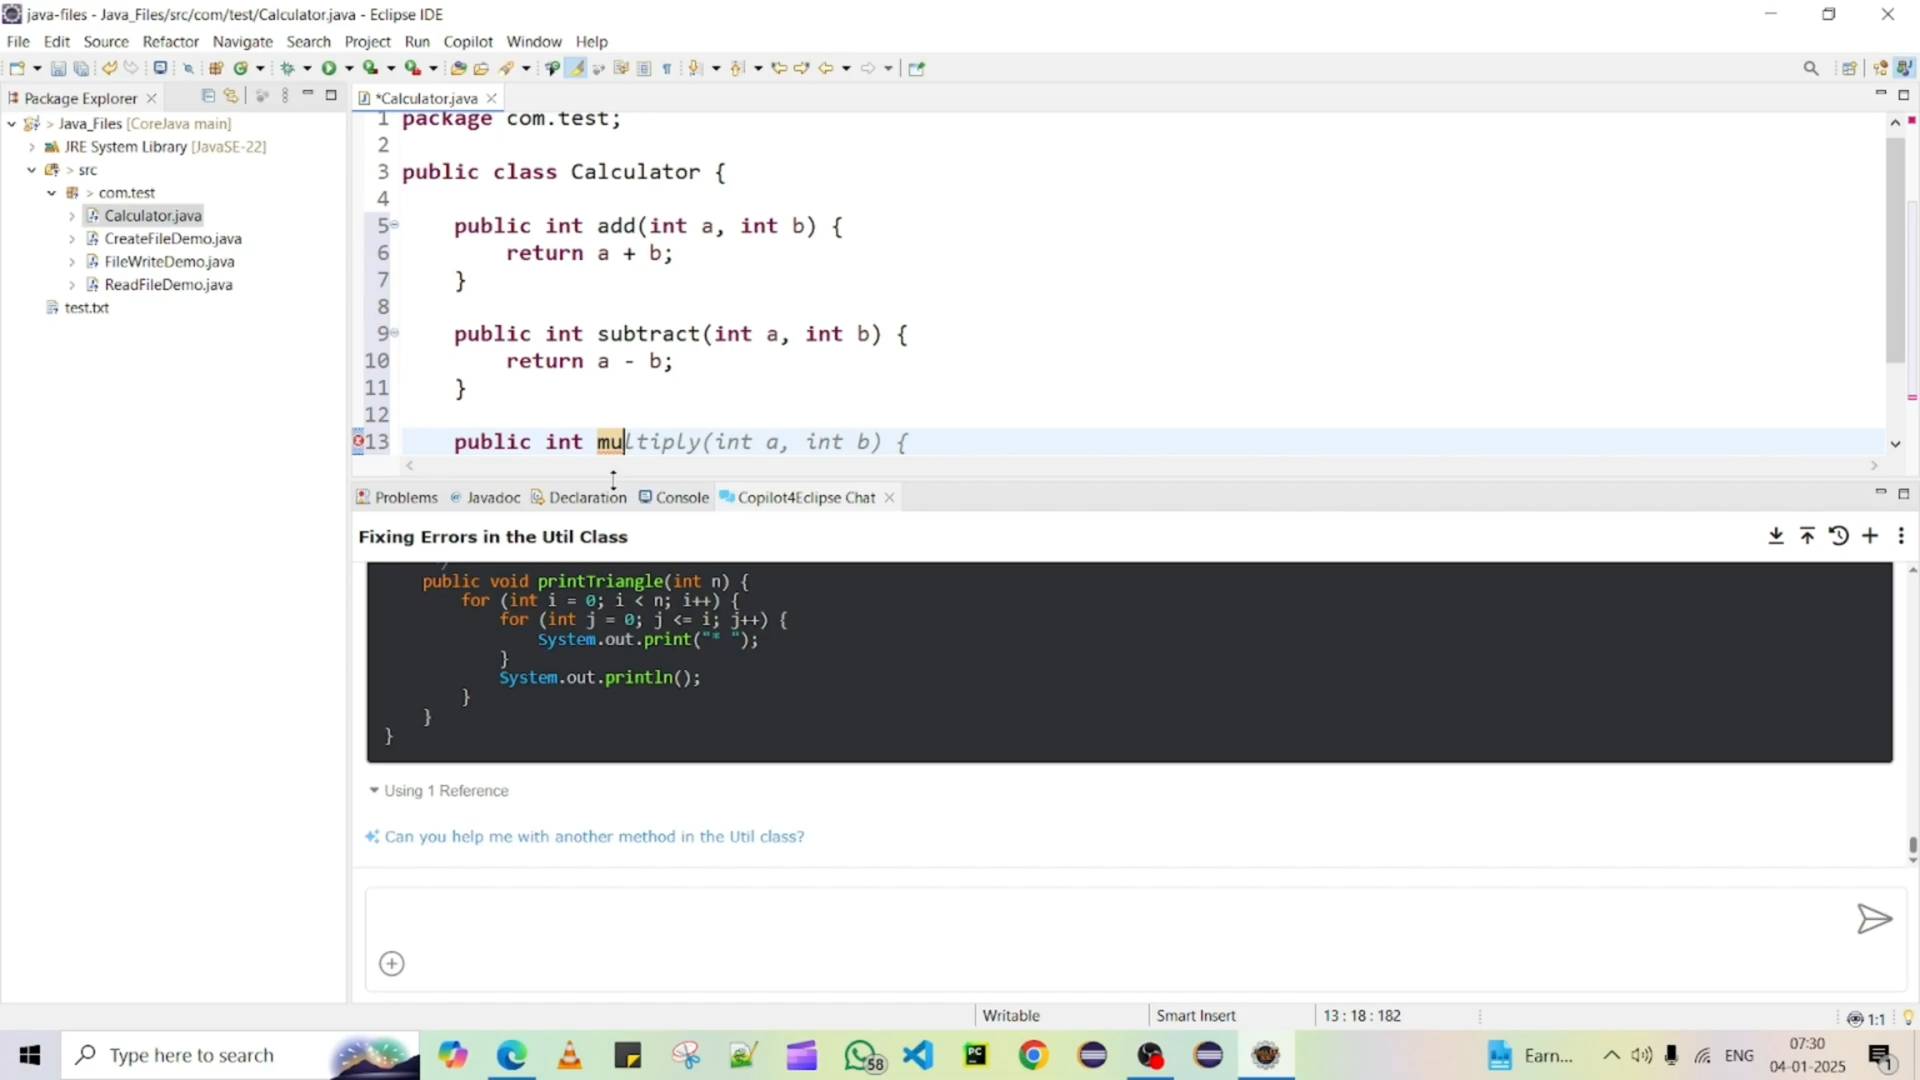 java-files - Java_Files/src/com/test/Calculator.java - Eclipse IDE
File Edit Source Refactor Navigate Search Project Run Copilot Window Help
Package Explorer
*Calculator.java
> Java_Files [CoreJava main]
JRE System Library [JavaSE-22]
> src
> com.test
Calculator.java
CreateFileDemo.java
FileWriteDemo.java
ReadFileDemo.java
test.txt
1 package com.test;
2
3 public class Calculator {
4
5 public int add(int a, int b) {
6 return a + b;
7 }
8
9 public int subtract(int a, int b) {
10 return a - b;
11 }
12
13 public int multiply(int a, int b) {
Problems Javadoc Declaration Console Copilot4Eclipse Chat
Fixing Errors in the Util Class
public void printTriangle(int n) {
for (int i = 0; i < n; i++) {
for (int j = 0; j <= i; j++) {
System.out.print("* ");
}
System.out.println();
}
}
}
Using 1 Reference
Can you help me with another method in the Util class?
Writable Smart Insert 13 : 18 : 182
1:1
Type here to search
58
PC
Earn...
ENG
07:30
04-01-2025
1